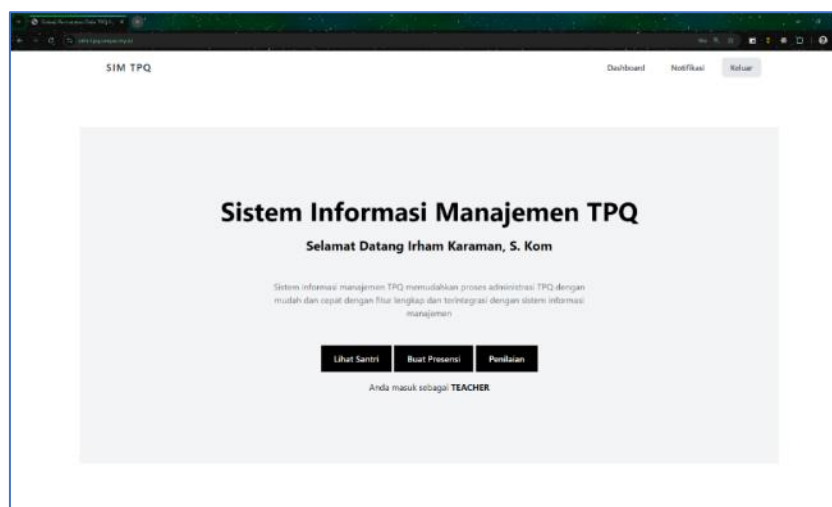 SIM TPQ
Dashboard Notifikasi Keluar
Sistem Informasi Manajemen TPQ
Selamat Datang Irham Karaman, S. Kom
Sistem informasi manajemen TPQ memudahkan proses administrasi TPQ dengan
mudah dan cepat dengan fitur lengkap dan terintegrasi dengan sistem informasi
manajemen
Lihat Santri Buat Presensi Penilaian
Anda masuk sebagai TEACHER